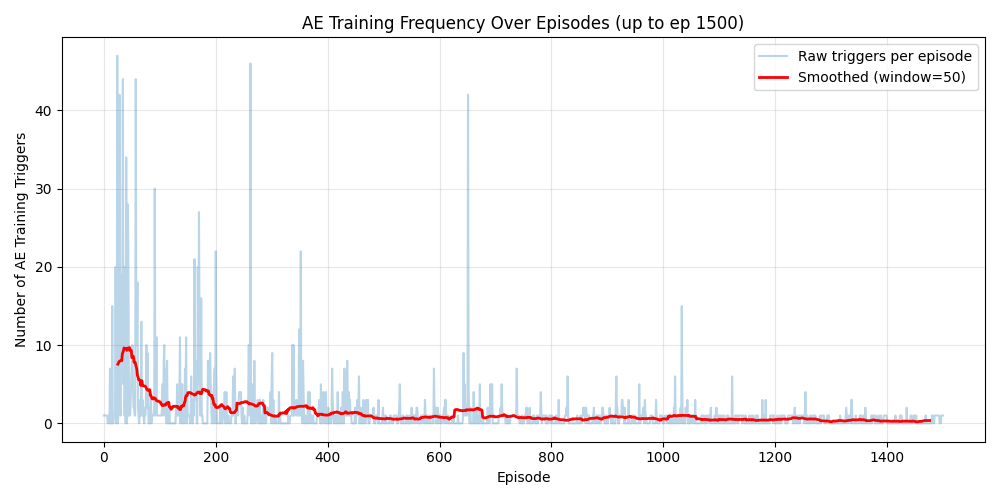 AE Training Frequency Over Episodes (up to ep 1500)
Raw triggers per episode
Smoothed (window=50)
Number of AE Training Triggers
40
30
20
10
0
0 200 400 600 800 1000 1200 1400
Episode